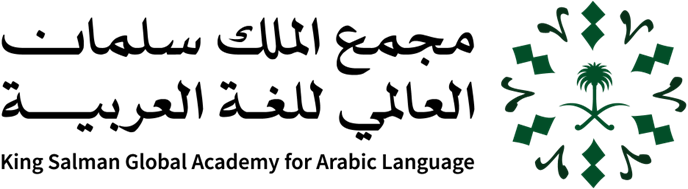 مجمع الملك سلمان
العالمي للغة العربية
King Salman Global Academy for Arabic Language